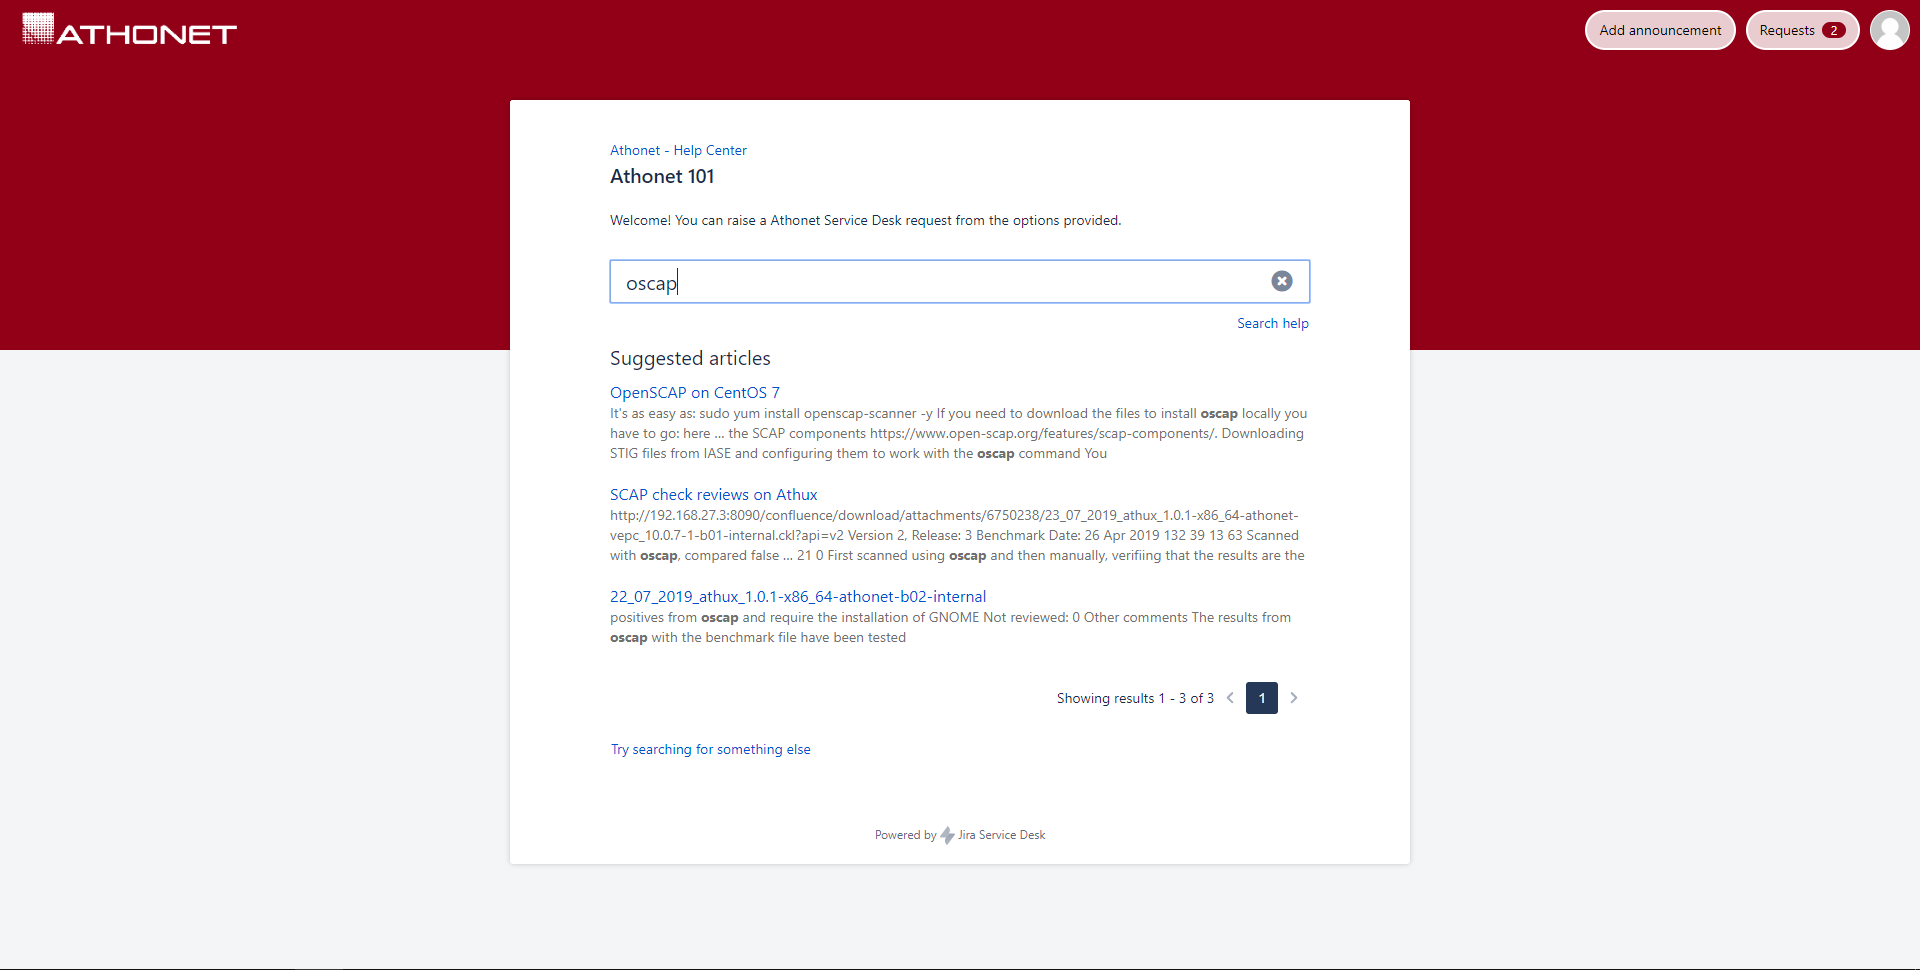 ATHONET
Add announcement
Requests 2
Athonet - Help Center
Athonet 101
Welcome! You can raise a Athonet Service Desk request from the options provided.
oscap
Search help
Suggested articles
OpenSCAP on CentOS 7
It's as easy as: sudo yum install openscap-scanner -y If you need to download the files to install oscap locally you
have to go: here ... the SCAP components https://www.open-scap.org/features/scap-components/. Downloading
STIG files from IASE and configuring them to work with the oscap command You
SCAP check reviews on Athux
http://192.168.27.3:8090/confluence/download/attachments/6750238/23_07_2019_athux_1.0.1-x86_64-athonet-
vepc_10.0.7-1-b01-internal.ckl?api=v2 Version 2, Release: 3 Benchmark Date: 26 Apr 2019 132 39 13 63 Scanned
with oscap, compared false ... 21 0 First scanned using oscap and then manually, verifiing that the results are the
22_07_2019_athux_1.0.1-x86_64-athonet-b02-internal
positives from oscap and require the installation of GNOME Not reviewed: 0 Other comments The results from
oscap with the benchmark file have been tested
Showing results 1 - 3 of 3 1
Try searching for something else
Powered by Jira Service Desk